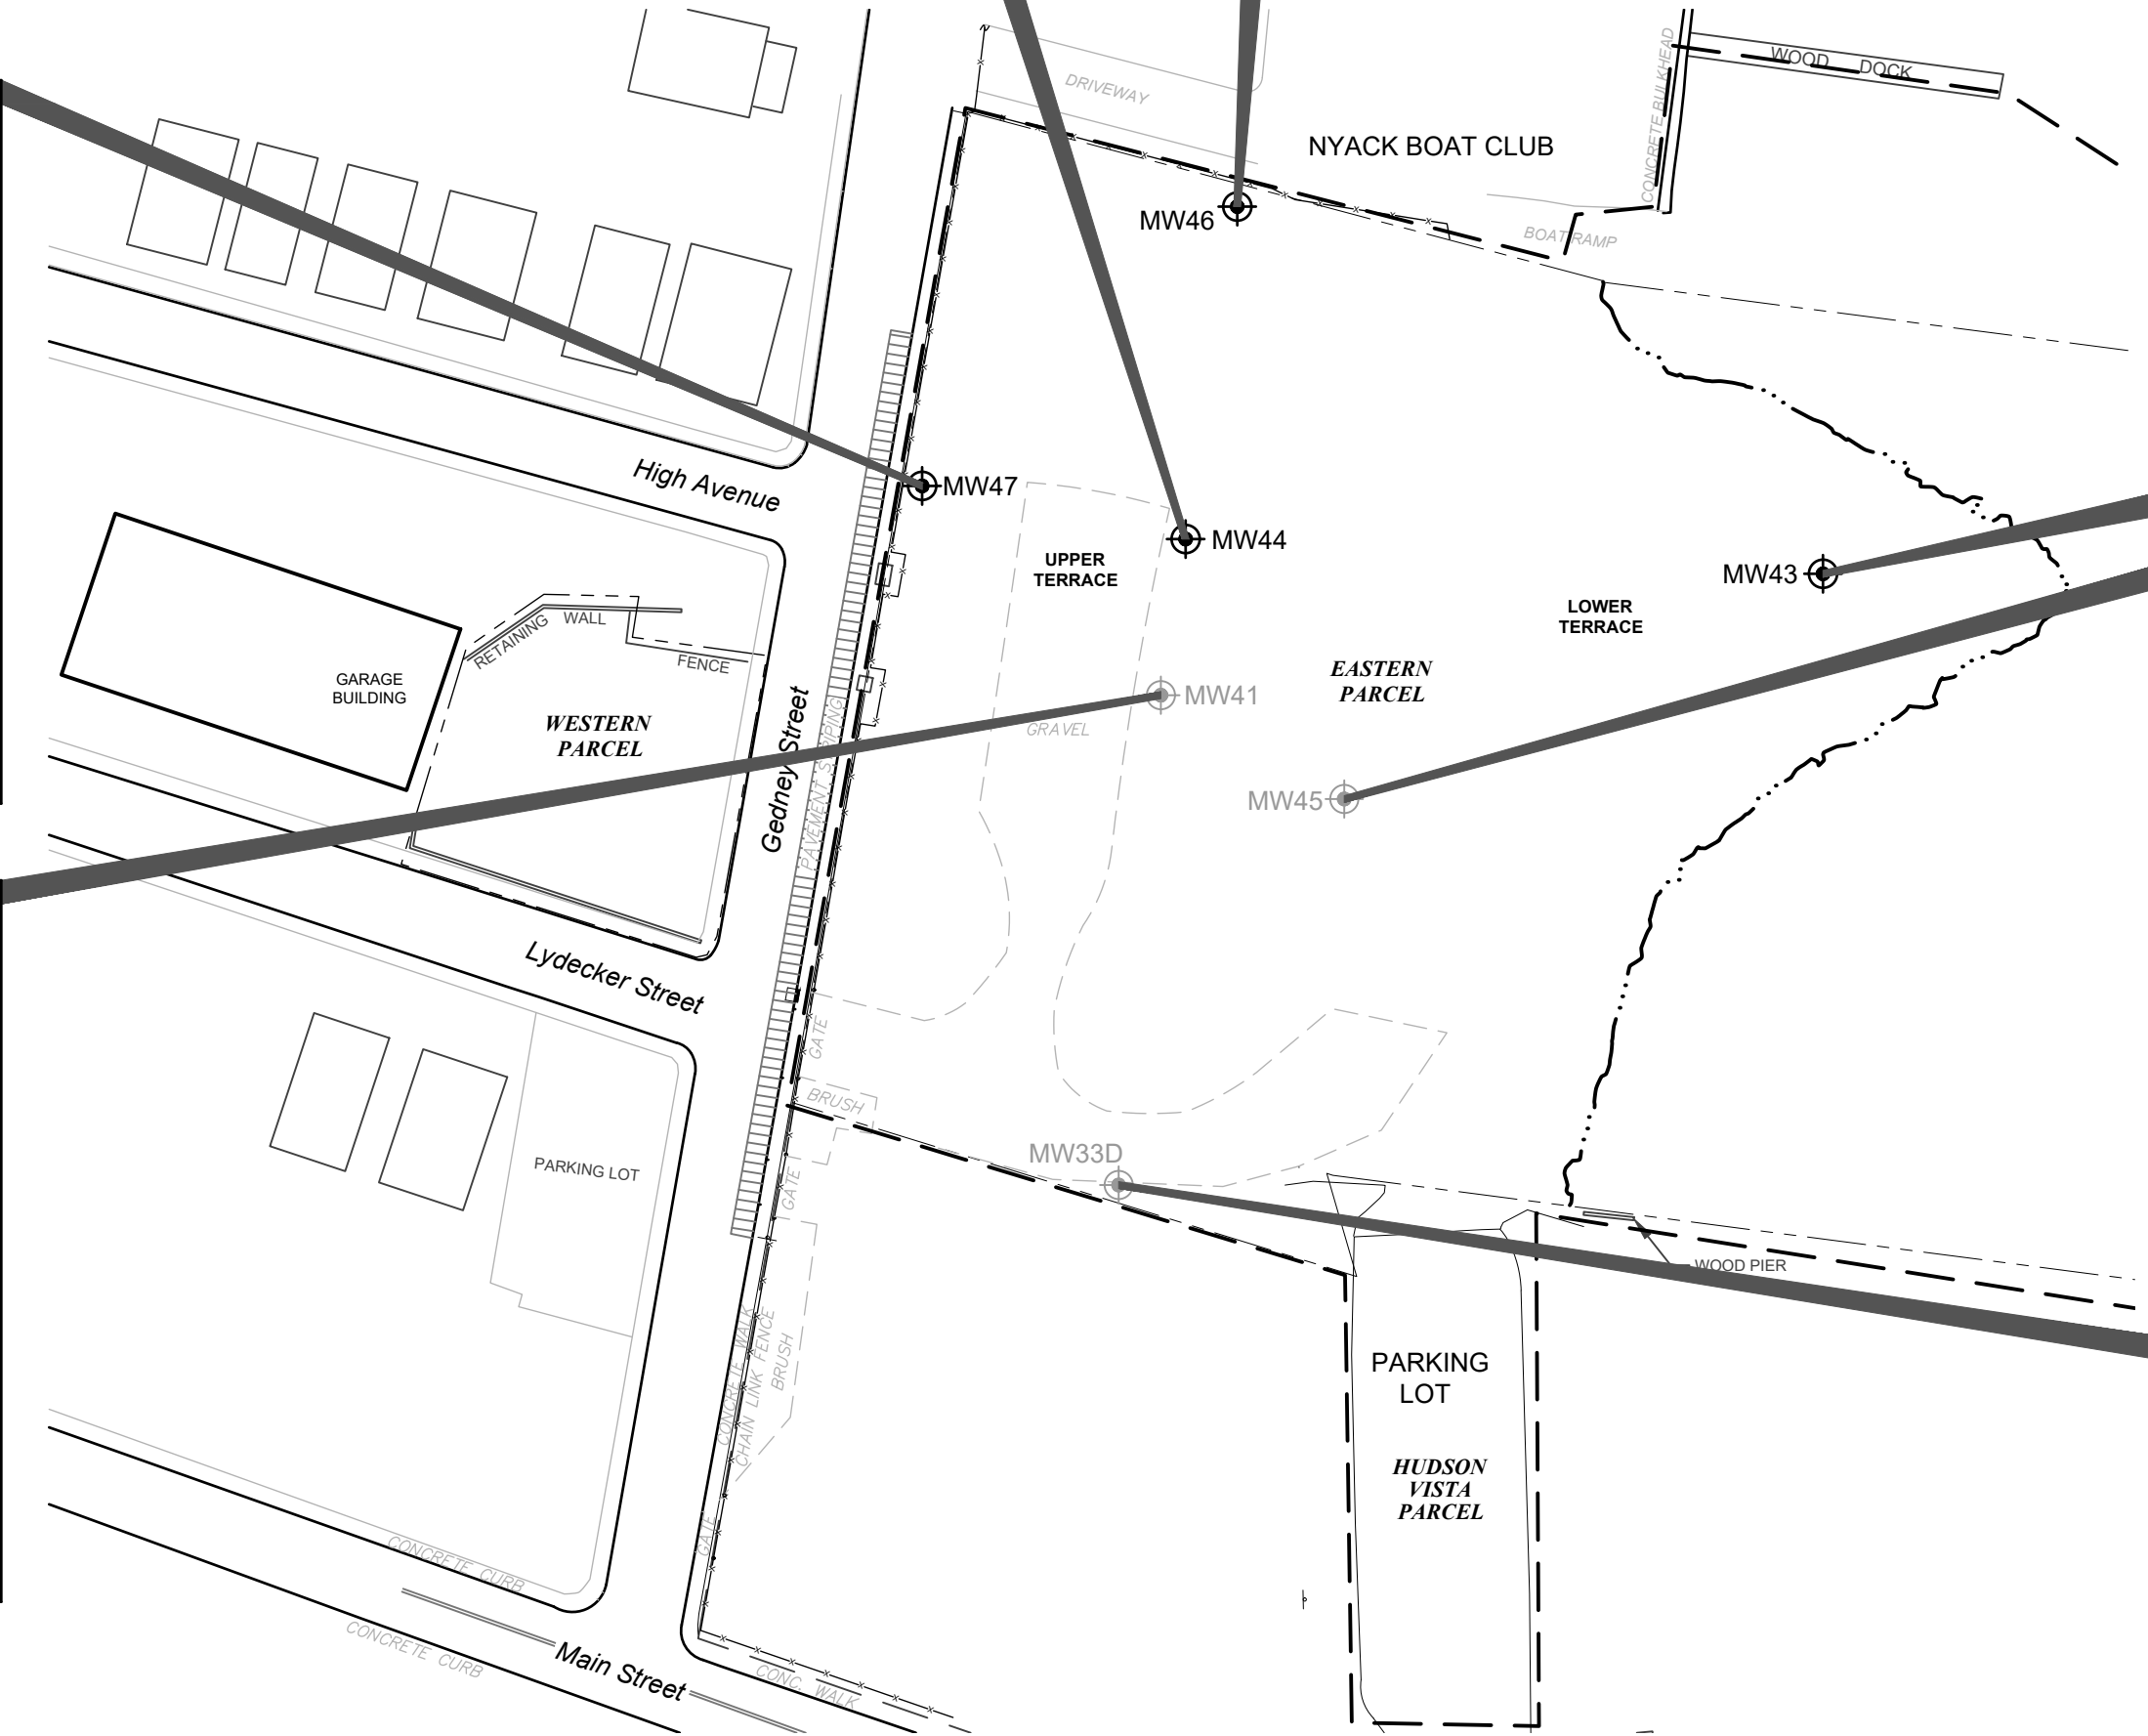 WOOD DOCK
CONCRETE BULKHEAD
DRIVEWAY
NYACK BOAT CLUB
MW46
BOAT RAMP
High Avenue
MW47
MW44
UPPER
TERRACE
MW43
LOWER
TERRACE
RETAINING
WALL
FENCE
GARAGE
BUILDING
WESTERN
PARCEL
EASTERN
PARCEL
MW41
GRAVEL
Gedney Street
PAVEMENT STRIPING
MW45
Lydecker Street
GATE
BRUSH
MW33D
PARKING LOT
GATE
WOOD PIER
CONCRETE WALK
CHAIN LINK FENCE
BRUSH
PARKING
LOT
HUDSON
VISTA
PARCEL
GATE
CONCRETE CURB
CONCRETE CURB
Main Street
CONC. WALK